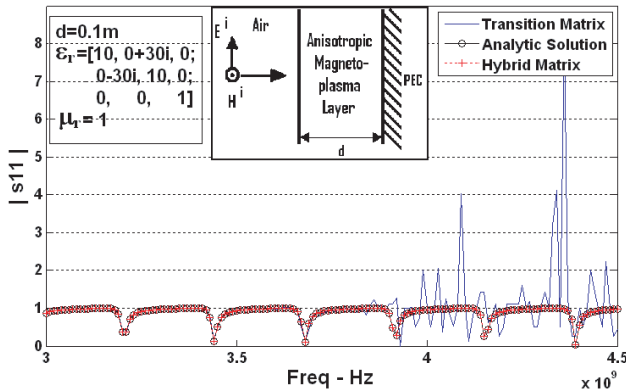 d=0.1m
εr=[10, 0+30i, 0;
0-30i, 10, 0;
0, 0, 1]
μr= 1
E i
Air
H i
Anisotropic
Magneto-
plasma
Layer
PEC
d
Transition Matrix
Analytic Solution
Hybrid Matrix
| s11 |
8
7
6
5
4
3
2
1
0
3
3.5
4
4.5
x 10^9
Freq - Hz